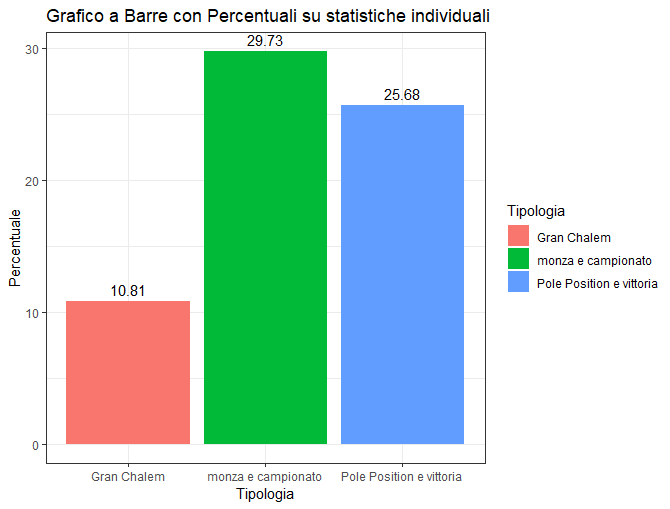 Grafico a Barre con Percentuali su statistiche individuali
30
20
10
0
Percentuale
10.81
29.73
25.68
Gran Chalem
monza e campionato
Pole Position e vittoria
Tipologia
Tipologia
Gran Chalem
monza e campionato
Pole Position e vittoria